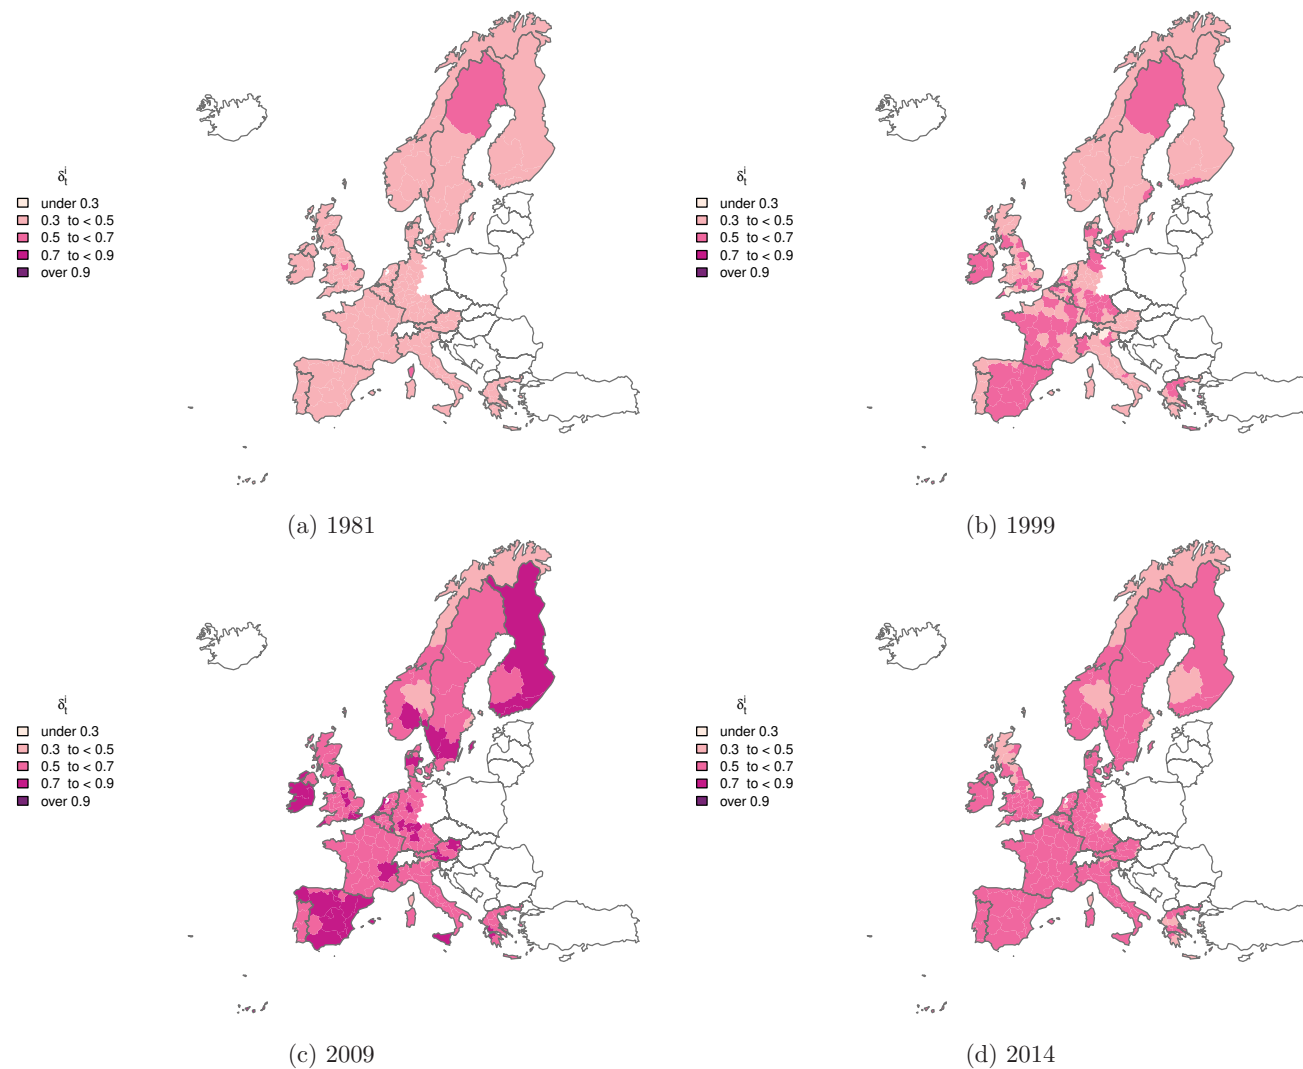 δᵢₜ
under 0.3
0.3 to < 0.5
0.5 to < 0.7
0.7 to < 0.9
over 0.9
δᵢₜ
under 0.3
0.3 to < 0.5
0.5 to < 0.7
0.7 to < 0.9
over 0.9
(a) 1981
(b) 1999
δᵢₜ
under 0.3
0.3 to < 0.5
0.5 to < 0.7
0.7 to < 0.9
over 0.9
δᵢₜ
under 0.3
0.3 to < 0.5
0.5 to < 0.7
0.7 to < 0.9
over 0.9
(c) 2009
(d) 2014